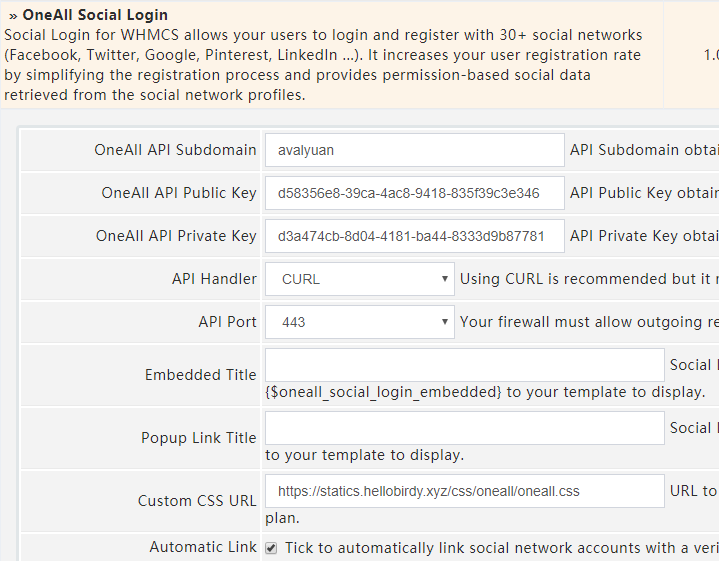 » OneAll Social Login
Social Login for WHMCS allows your users to login and register with 30+ social networks
(Facebook, Twitter, Google, Pinterest, LinkedIn ...). It increases your user registration rate
by simplifying the registration process and provides permission-based social data
retrieved from the social network profiles.
1.0
OneAll API Subdomain avalyuan API Subdomain obtai
OneAll API Public Key d58356e8-39ca-4ac8-9418-835f39c3e346 API Public Key obtain
OneAll API Private Key d3a474cb-8d04-4181-ba44-8333d9b87781 API Private Key obta
API Handler CURL Using CURL is recommended but it
API Port 443 Your firewall must allow outgoing re
Embedded Title Social
{$oneall_social_login_embedded} to your template to display.
Popup Link Title Social
to your template to display.
Custom CSS URL https://statics.hellobirdy.xyz/css/oneall/oneall.css URL to
plan.
Automatic Link Tick to automatically link social network accounts with a veri